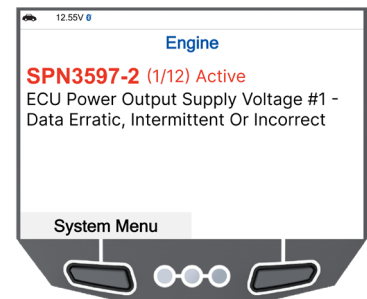 12.55V
Engine
SPN3597-2 (1/12) Active
ECU Power Output Supply Voltage #1 -
Data Erratic, Intermittent Or Incorrect
System Menu